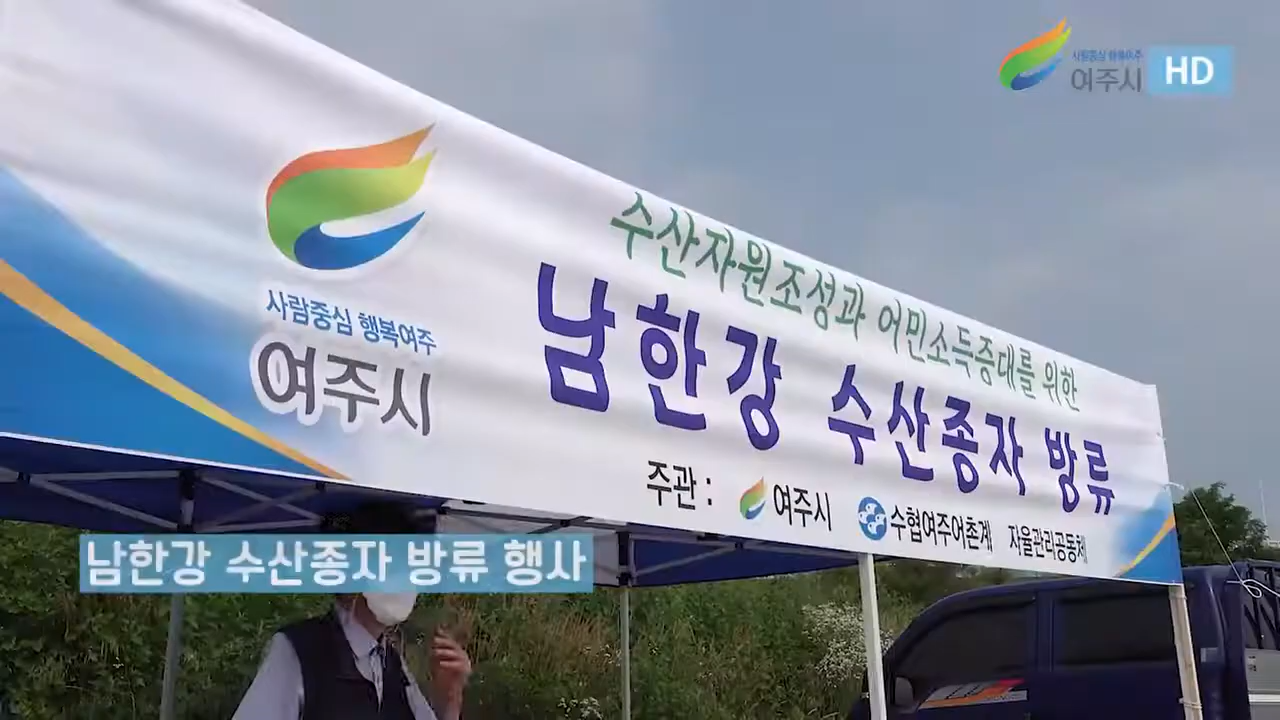 사람중심 행복여주
여주시 HD
수산자원조성과 어민소득증대를 위한
남한강 수산종자 방류
사람중심 행복여주
여주시
주관 : 여주시 수협여주어촌계 자율관리공동체
남한강 수산종자 방류 행사